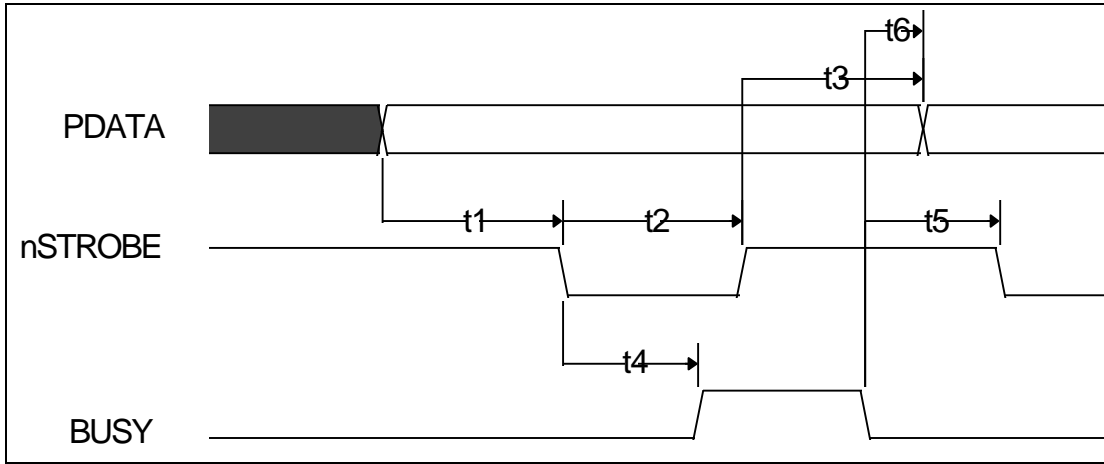 t6
t3
PDATA
t1 t2 t5
nSTROBE
t4
BUSY